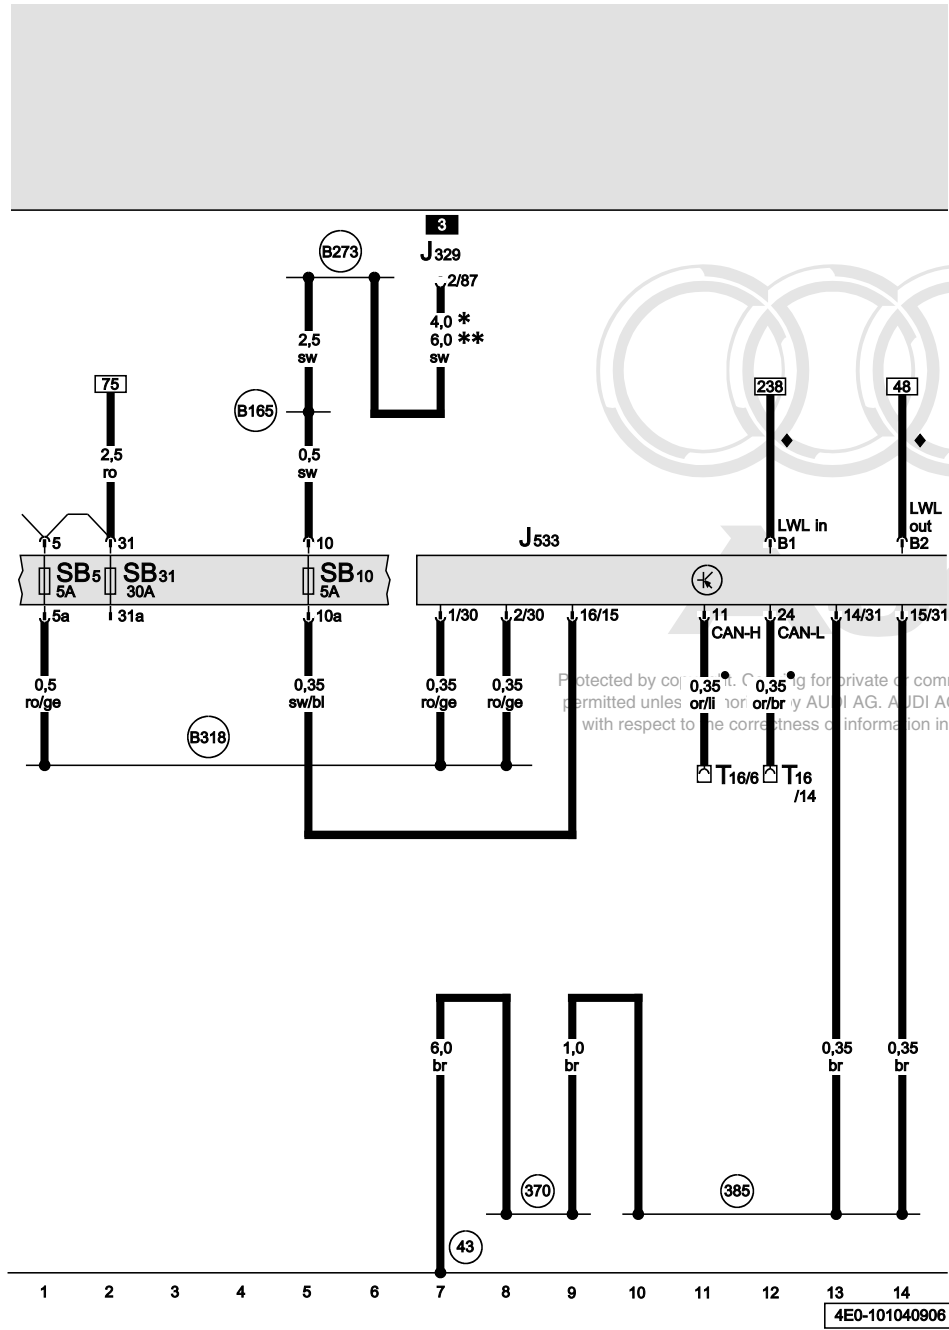 3
B273
J329
2/87
4,0 *
6,0 **
sw
2,5
sw
75
238
48
B165
2,5
ro
0,5
sw
LWL in
B1
LWL
out
B2
5
31
10
J533
SB5
5A
SB31
30A
SB10
5A
5a
31a
10a
1/30
2/30
16/15
11
CAN-H
24
CAN-L
14/31
15/31
0,5
ro/ge
0,35
sw/bl
0,35
ro/ge
0,35
ro/ge
0,35
or/li
0,35
or/br
B318
T16/6
T16
/14
6,0
br
1,0
br
0,35
br
0,35
br
370
385
43
1 2 3 4 5 6 7 8 9 10 11 12 13 14
4E0-101040906